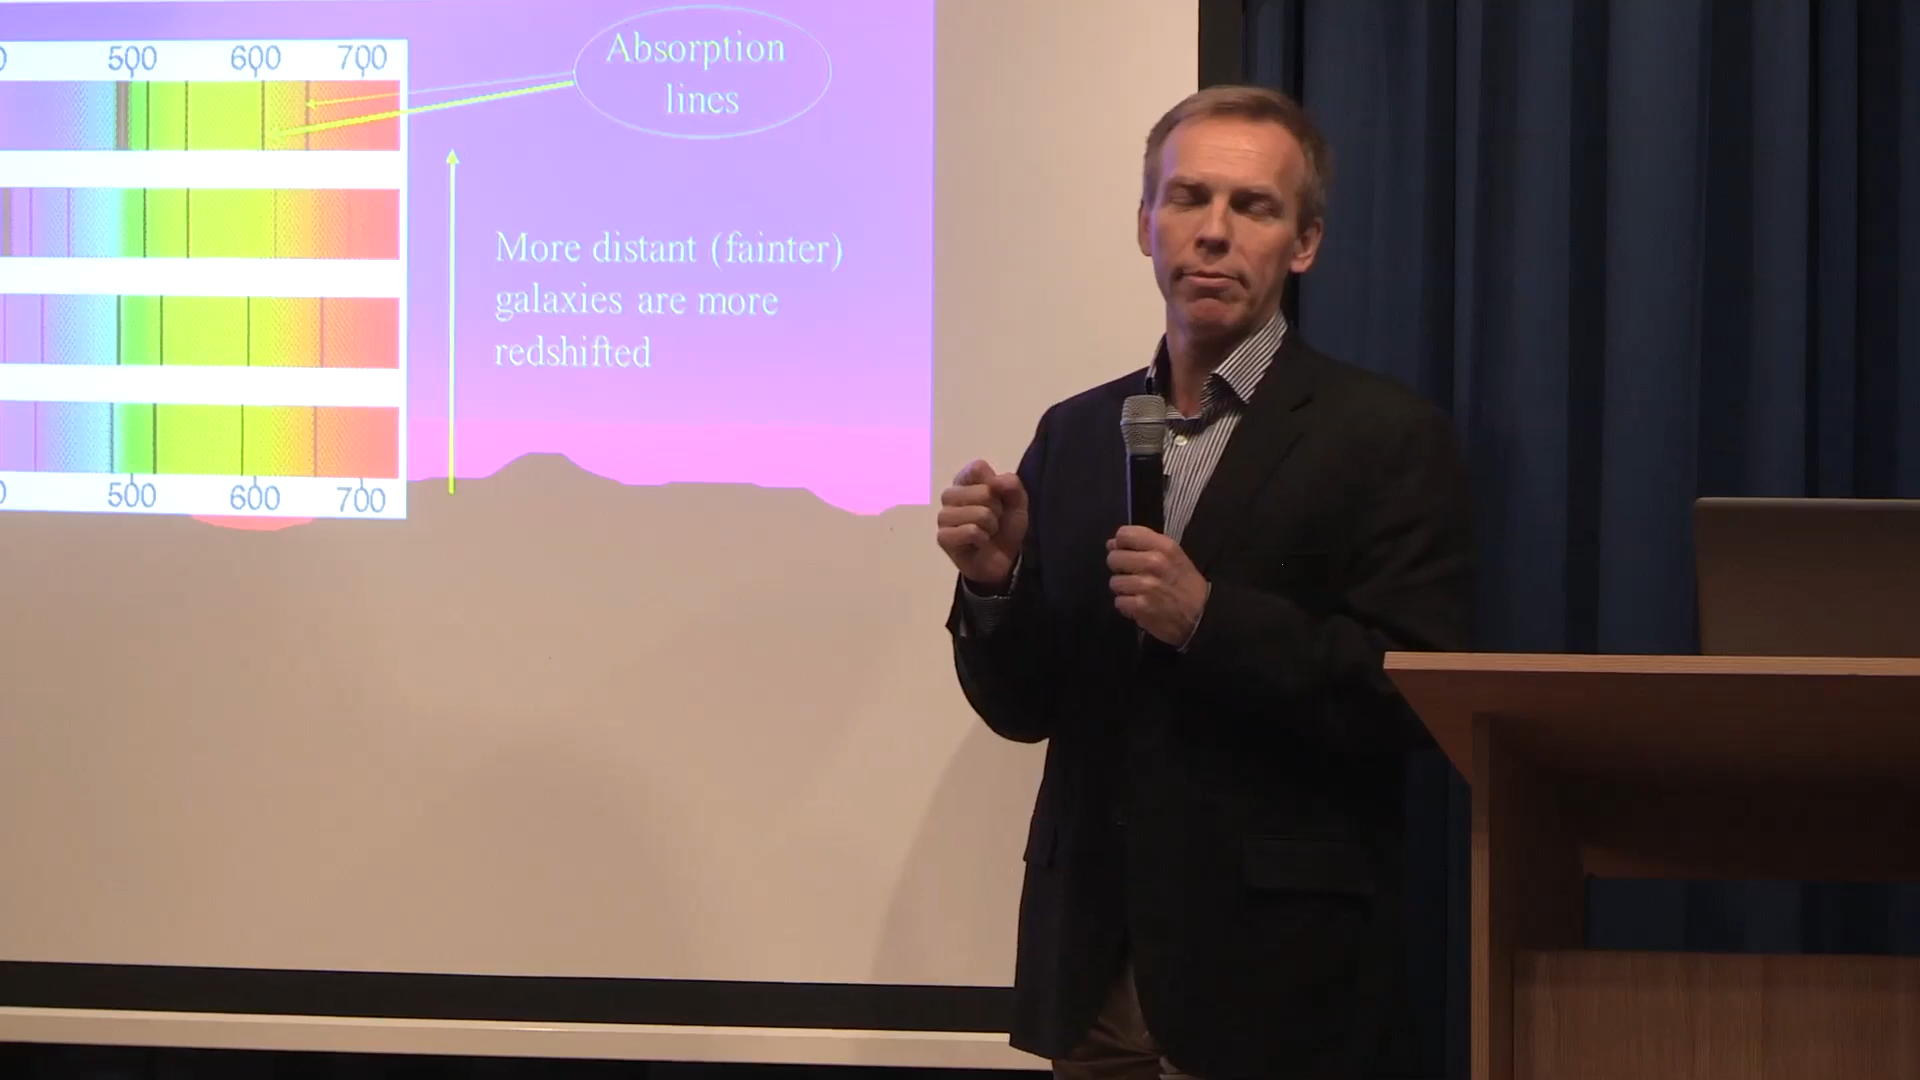 500 600 700
Absorption
lines
More distant (fainter)
galaxies are more
redshifted
500 600 700